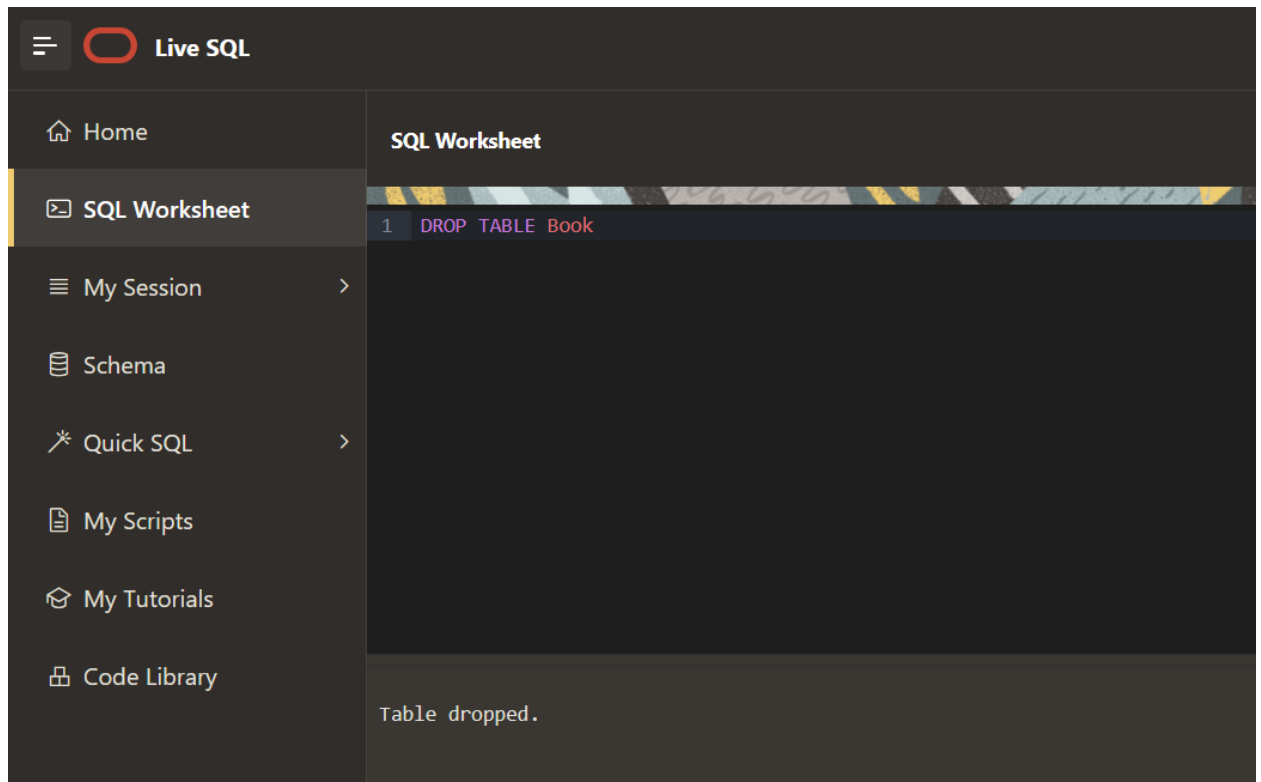 Live SQL
Home
SQL Worksheet
My Session
Schema
Quick SQL
My Scripts
My Tutorials
Code Library
SQL Worksheet
1 DROP TABLE Book
Table dropped.